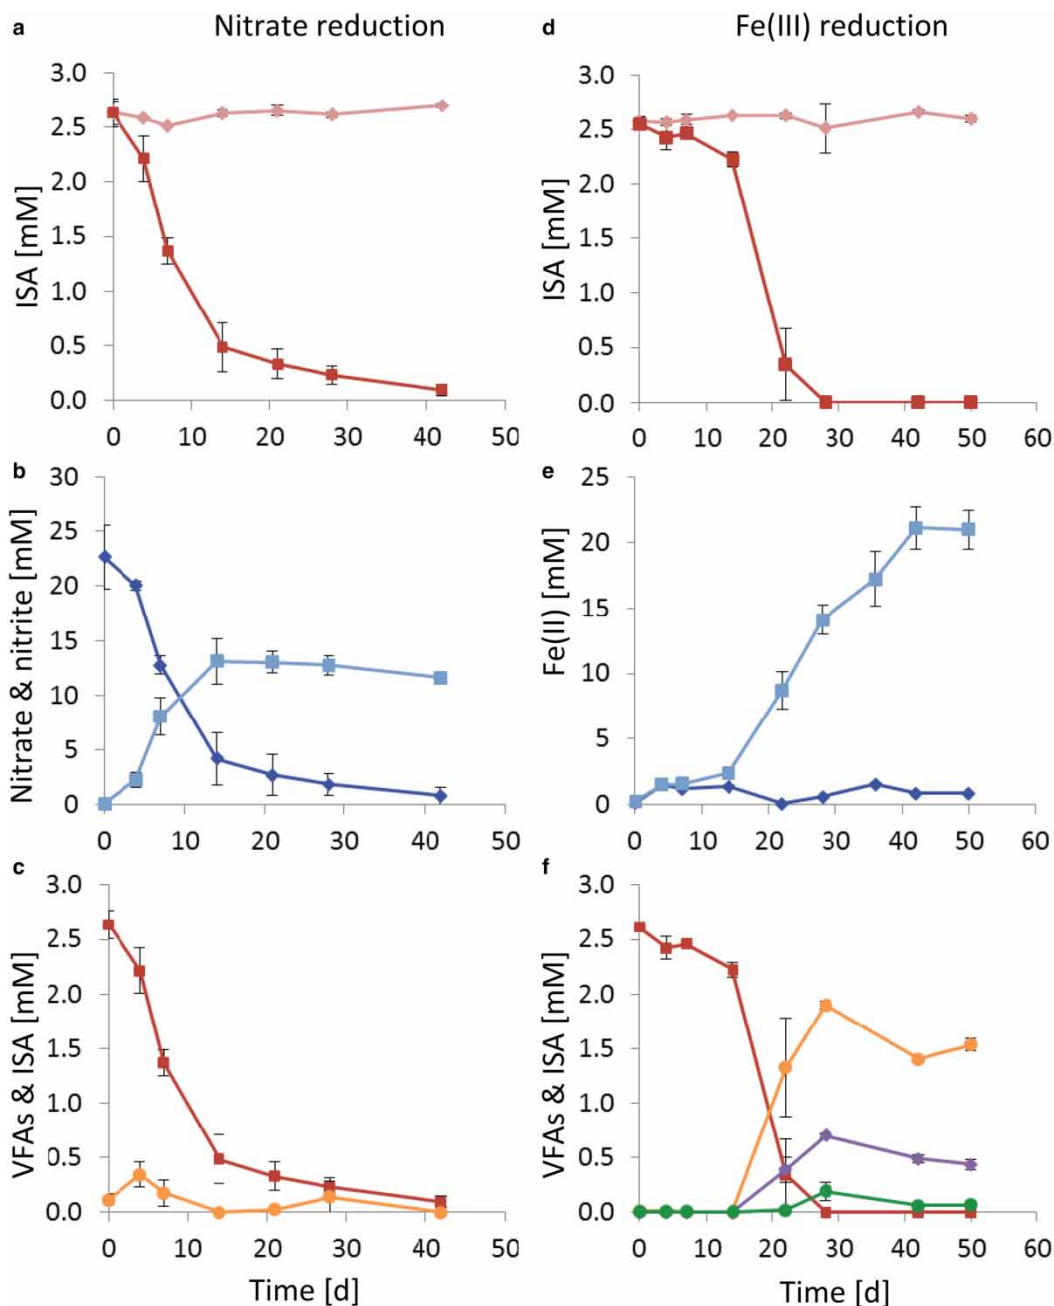 a Nitrate reduction
3.0
2.5
2.0
1.5
1.0
0.5
0.0
ISA [mM]
0 10 20 30 40 50
d Fe(III) reduction
3.0
2.5
2.0
1.5
1.0
0.5
0.0
ISA [mM]
0 10 20 30 40 50 60
b
30
25
20
15
10
5
0
Nitrate & nitrite [mM]
0 10 20 30 40 50
e
25
20
15
10
5
0
Fe(II) [mM]
0 10 20 30 40 50 60
c
3.0
2.5
2.0
1.5
1.0
0.5
0.0
VFAs & ISA [mM]
0 10 20 30 40 50
Time [d]
f
3.0
2.5
2.0
1.5
1.0
0.5
0.0
VFAs & ISA [mM]
0 10 20 30 40 50 60
Time [d]